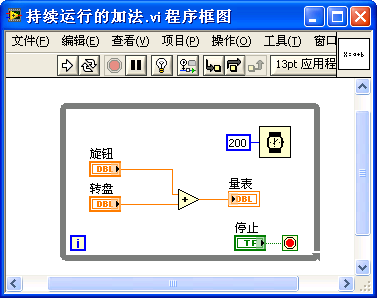 持续运行的加法.vi 程序框图
文件(F) 编辑(E) 查看(V) 项目(P) 操作(O) 工具(T) 窗口
13pt 应用程
X=a+b
200
旋钮
DBL
转盘
DBL
+
量表
DBL
停止
TF
i